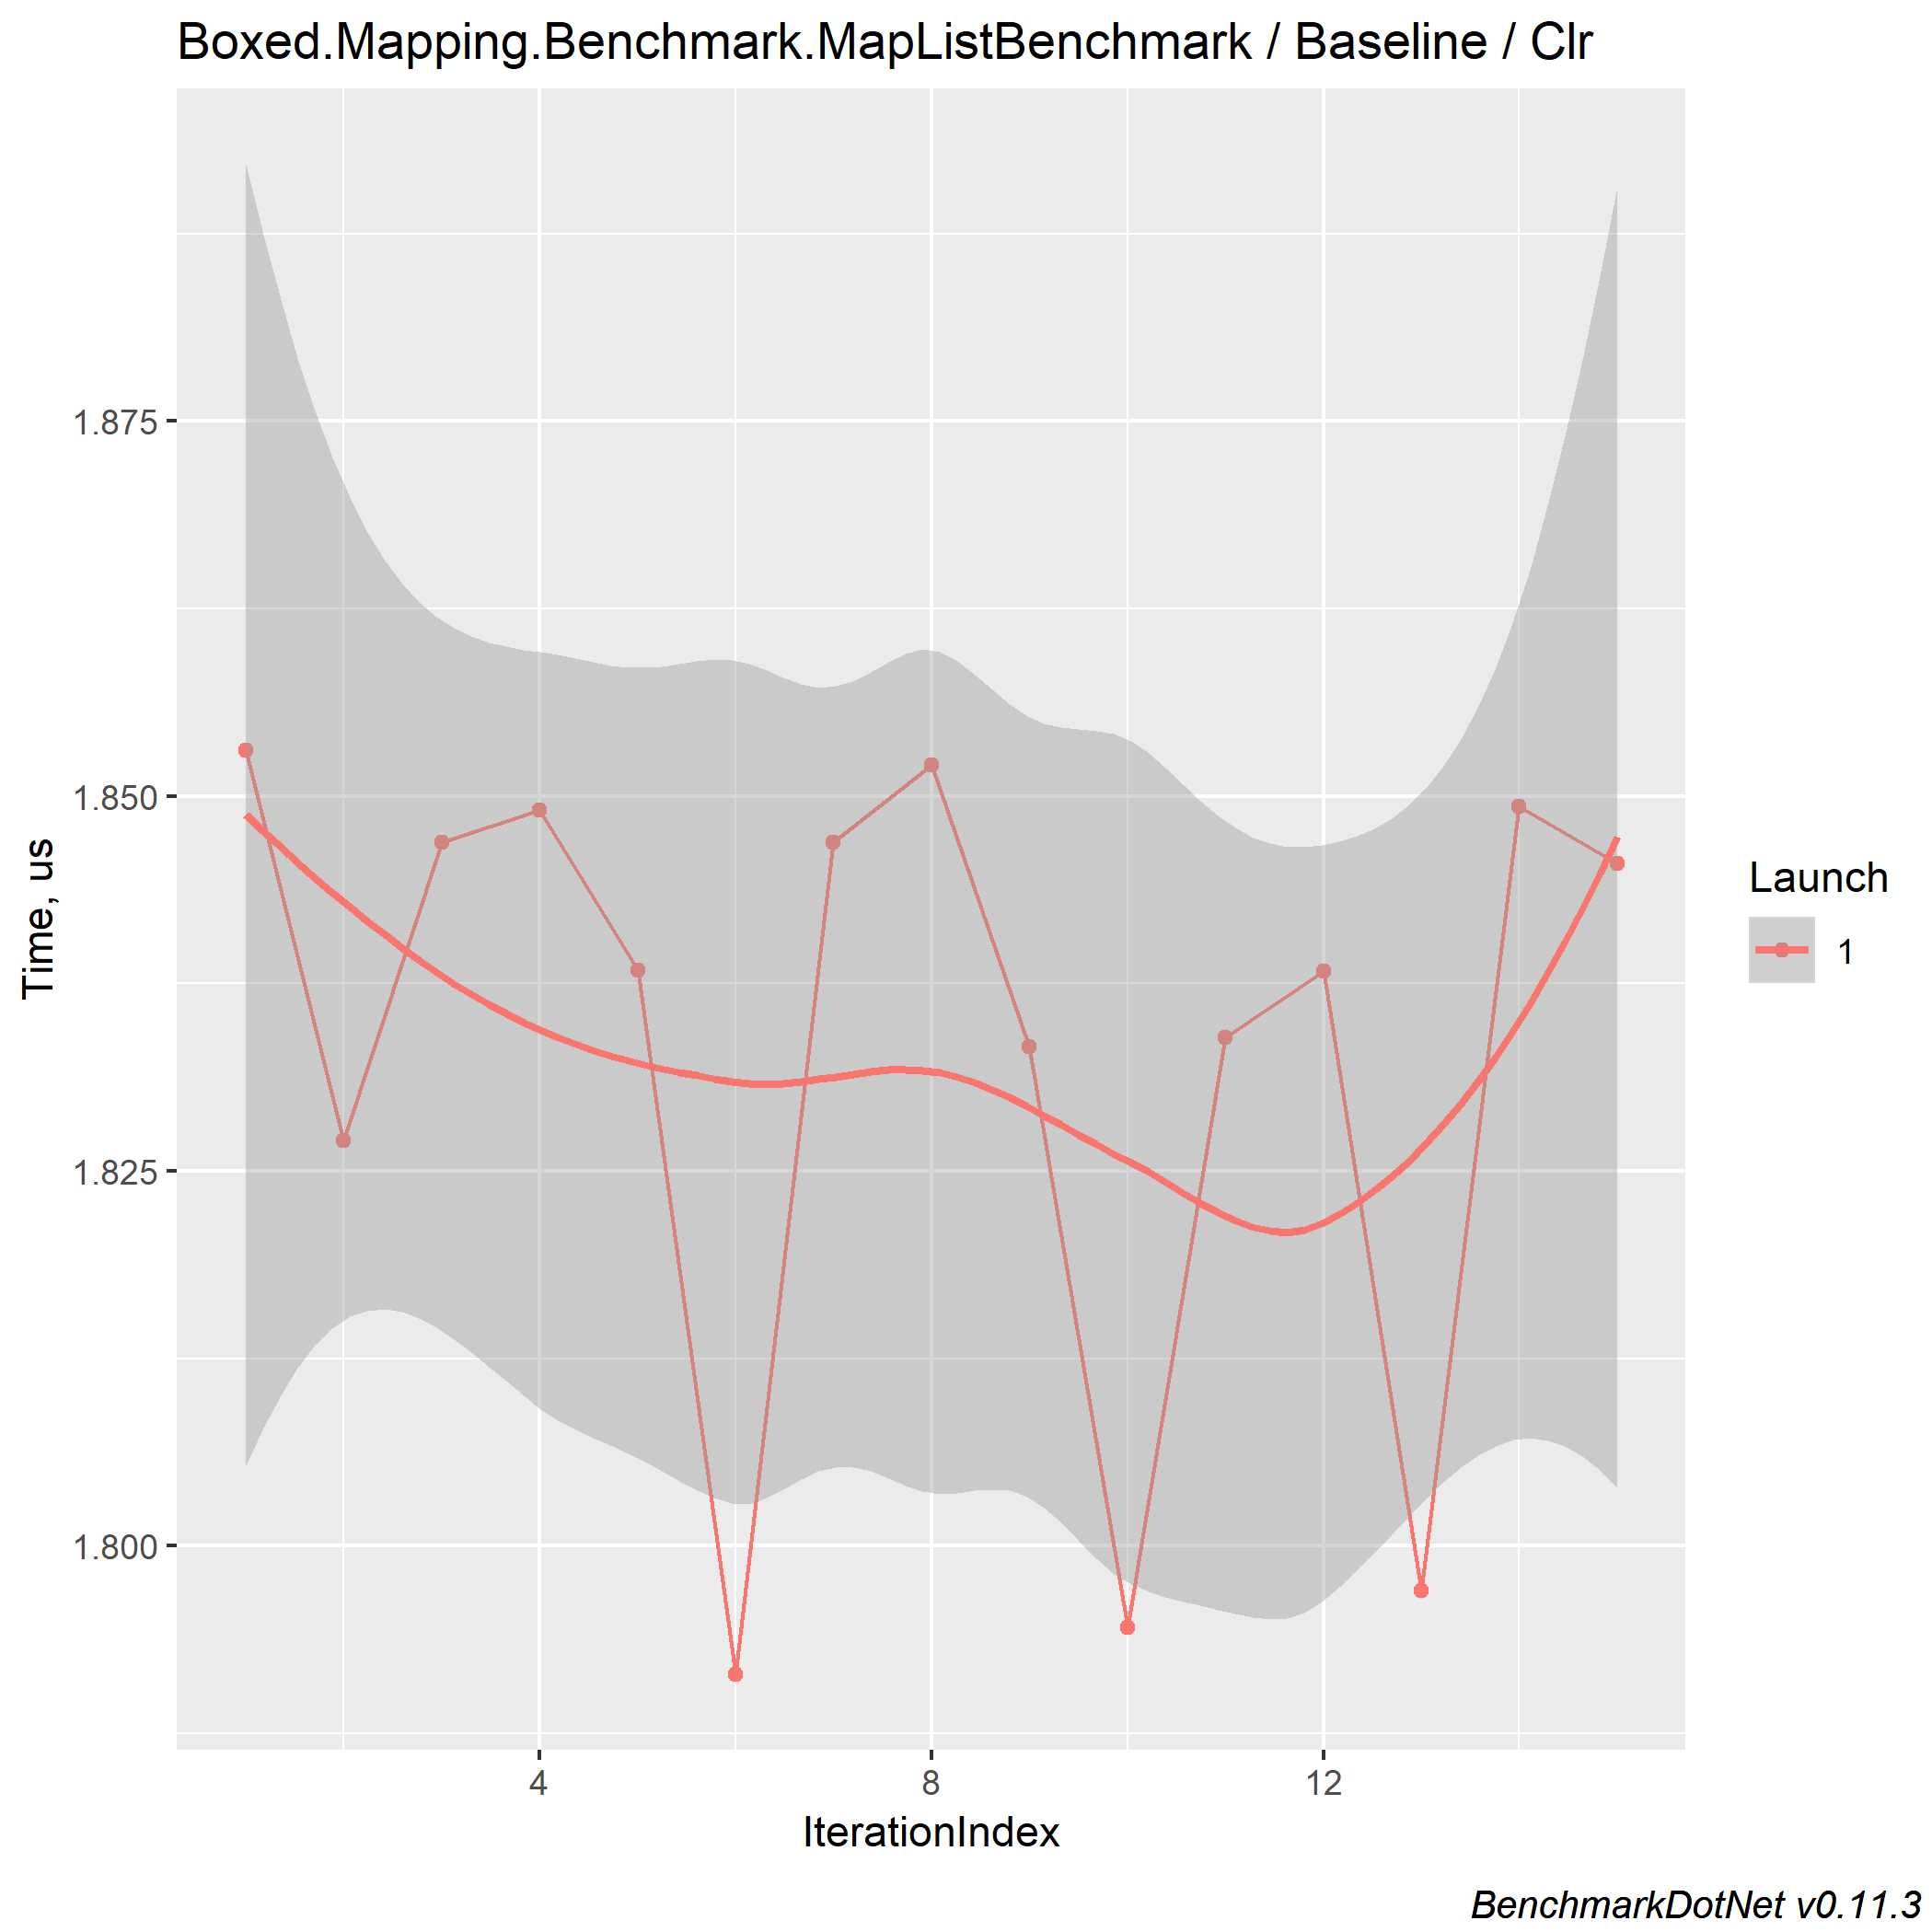 Boxed.Mapping.Benchmark.MapListBenchmark / Baseline / Clr
1.875
1.850
1.825
1.800
Time, us
4
8
12
IterationIndex
Launch
1
BenchmarkDotNet v0.11.3